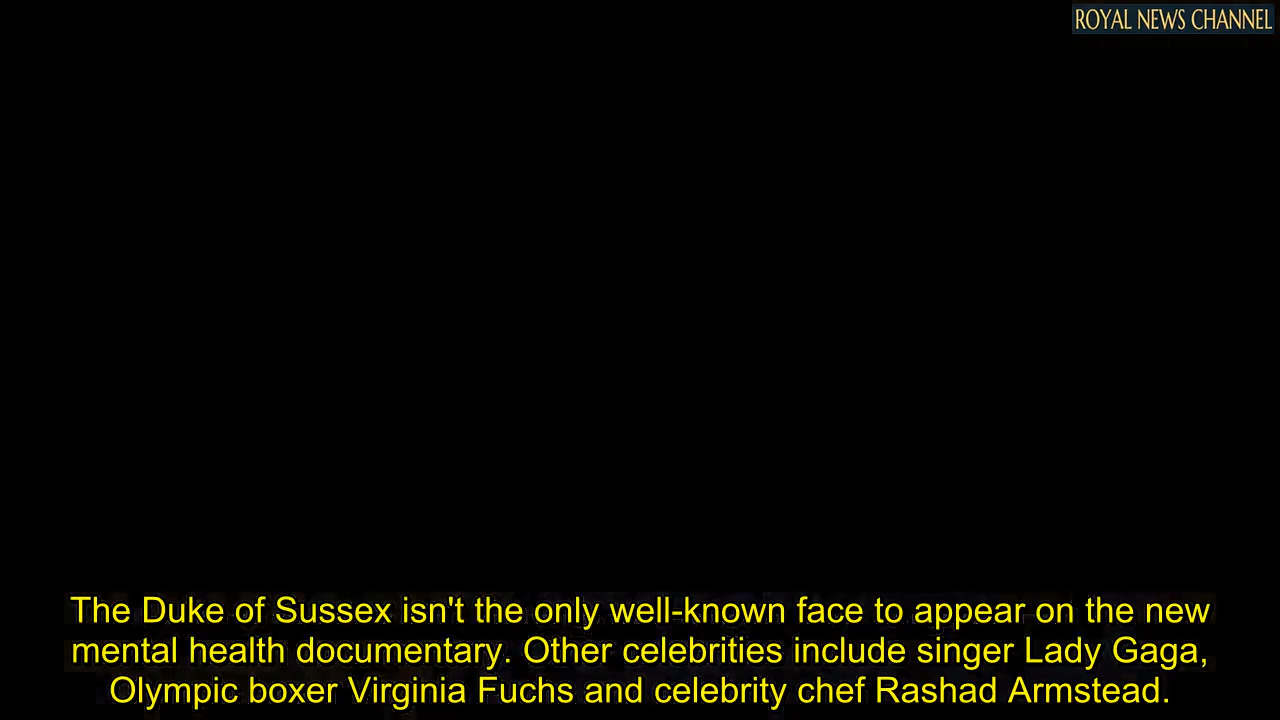 ROYAL NEWS CHANNEL
The Duke of Sussex isn't the only well-known face to appear on the new
mental health documentary. Other celebrities include singer Lady Gaga,
Olympic boxer Virginia Fuchs and celebrity chef Rashad Armstead.